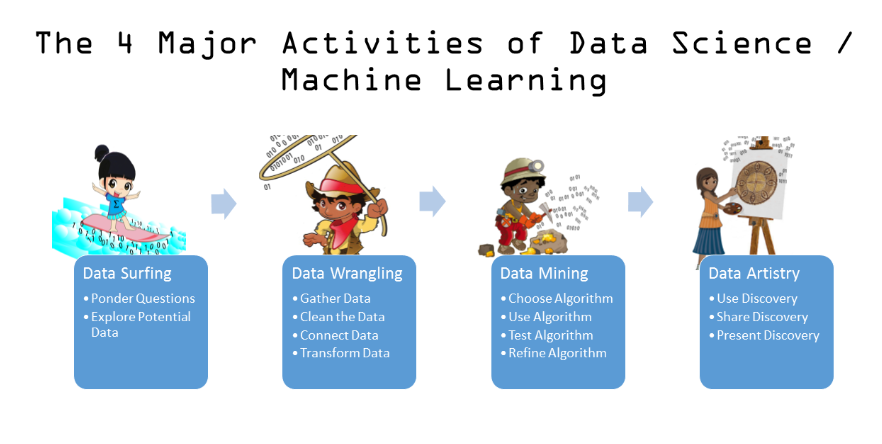 The 4 Major Activities of Data Science /
Machine Learning
Data Surfing
• Ponder Questions
• Explore Potential
Data
Data Wrangling
• Gather Data
• Clean the Data
• Connect Data
• Transform Data
Data Mining
• Choose Algorithm
• Use Algorithm
• Test Algorithm
• Refine Algorithm
Data Artistry
• Use Discovery
• Share Discovery
• Present Discovery